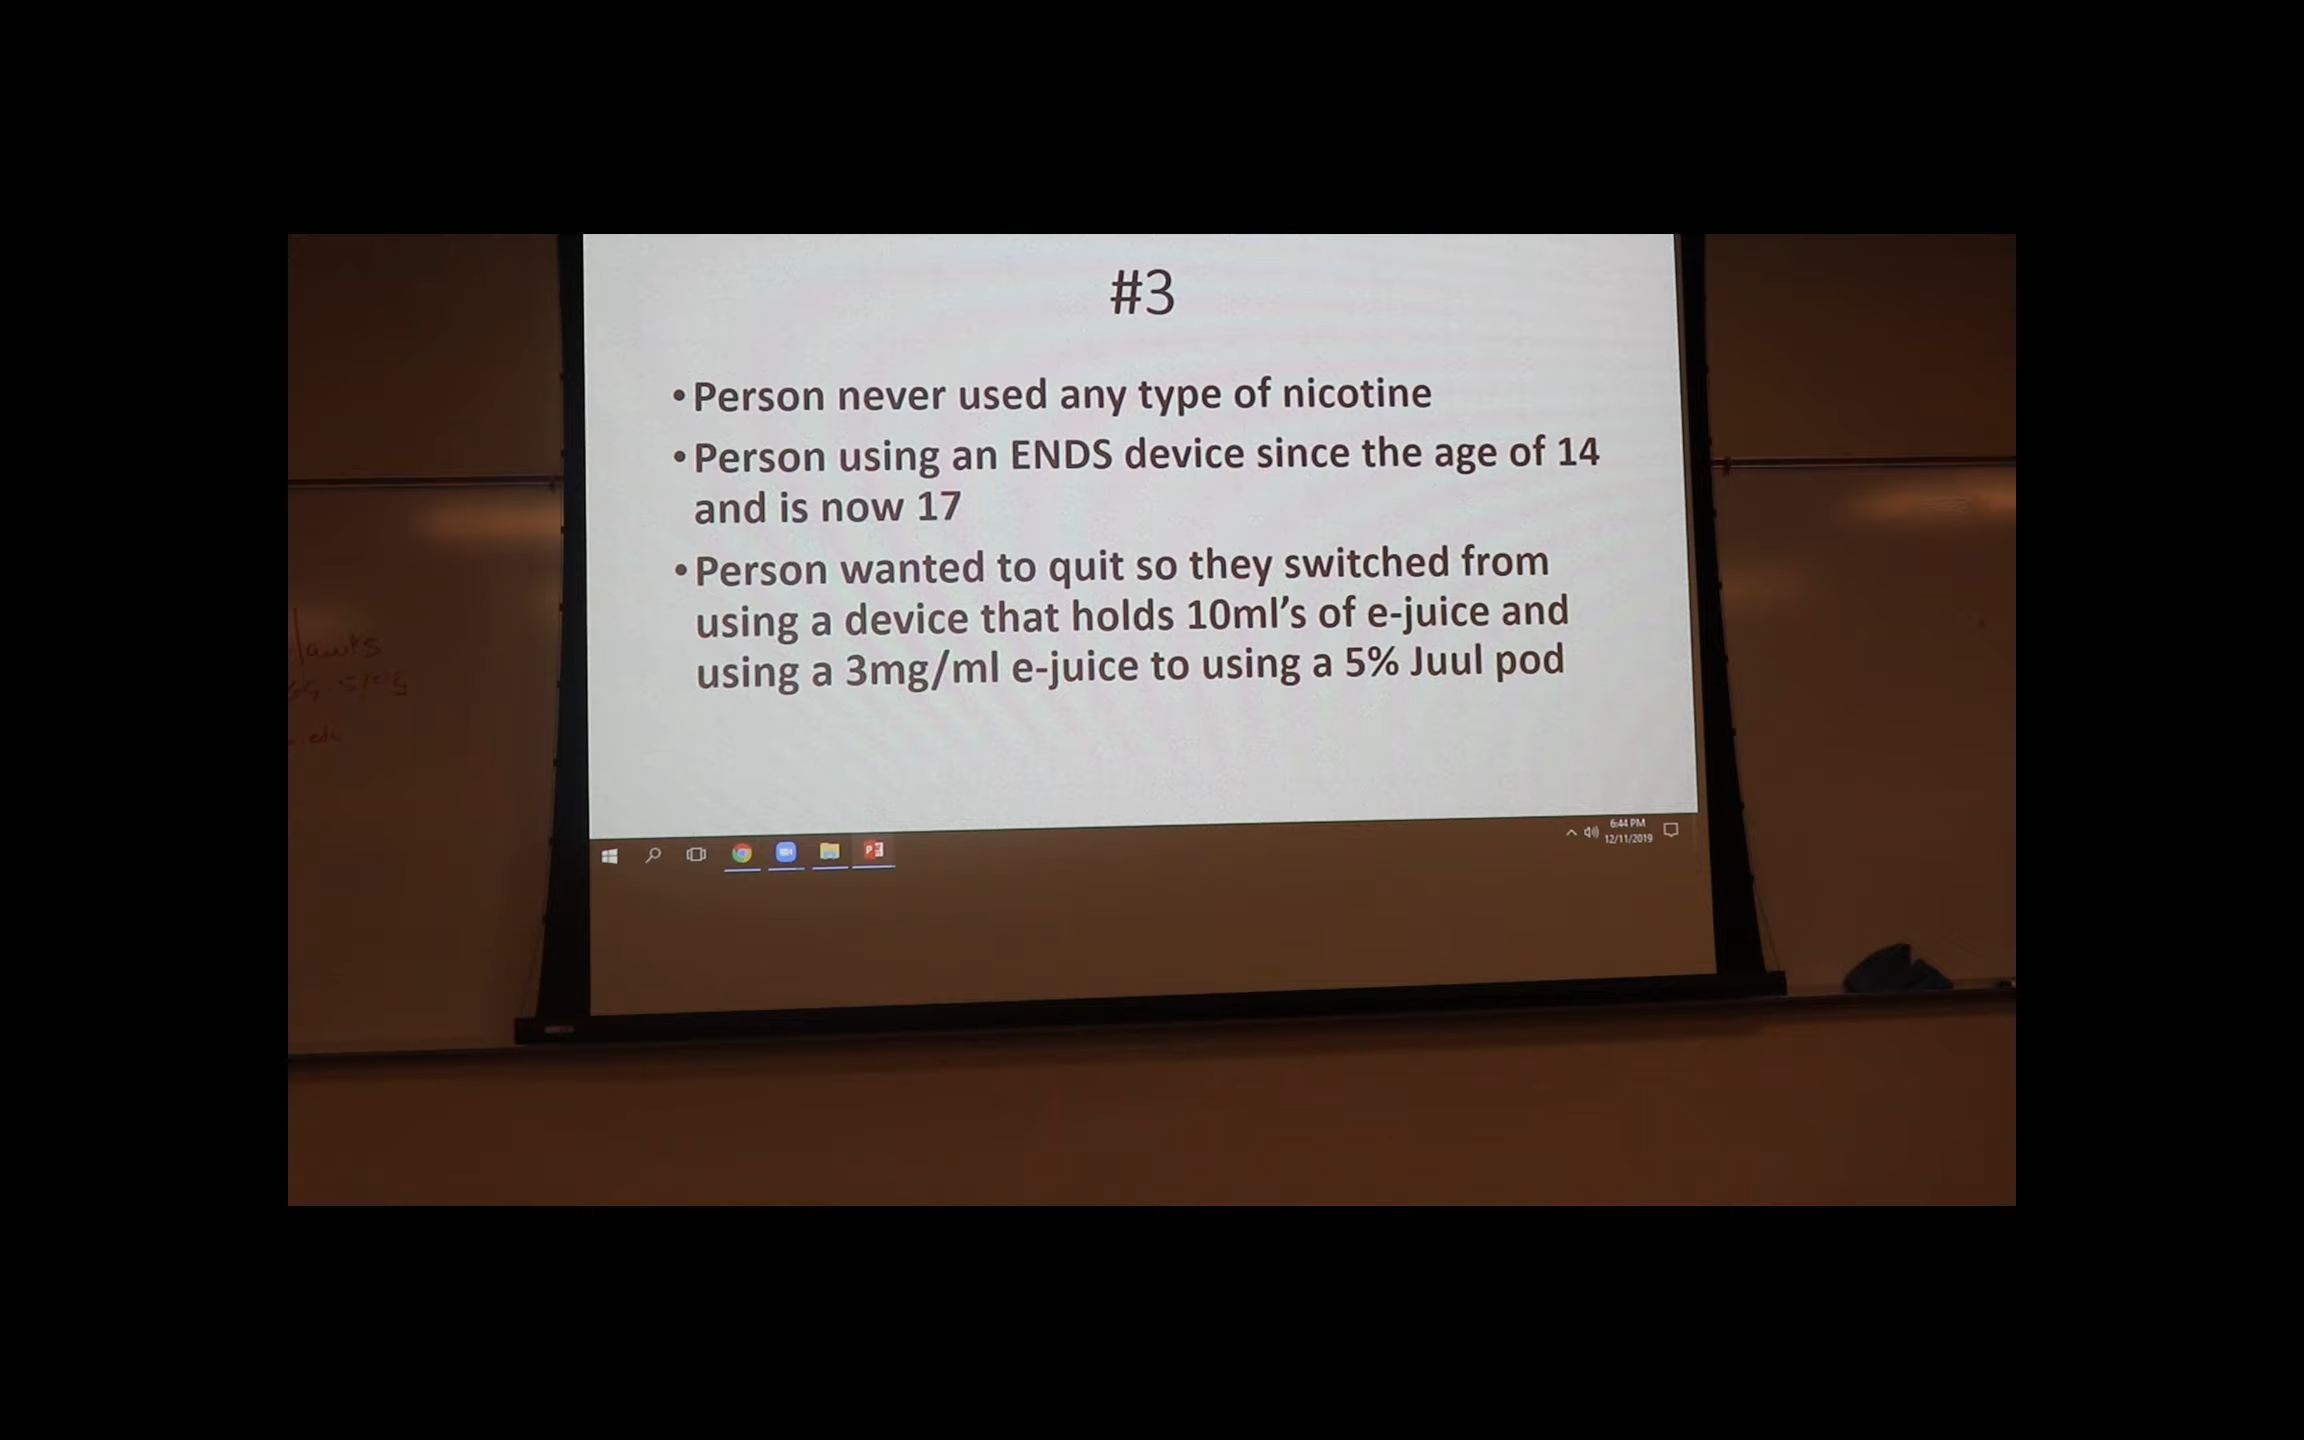 #3
•Person never used any type of nicotine
•Person using an ENDS device since the age of 14
and is now 17
•Person wanted to quit so they switched from
using a device that holds 10ml’s of e-juice and
using a 3mg/ml e-juice to using a 5% Juul pod
6:44 PM
12/11/2019
Hawks
.edu